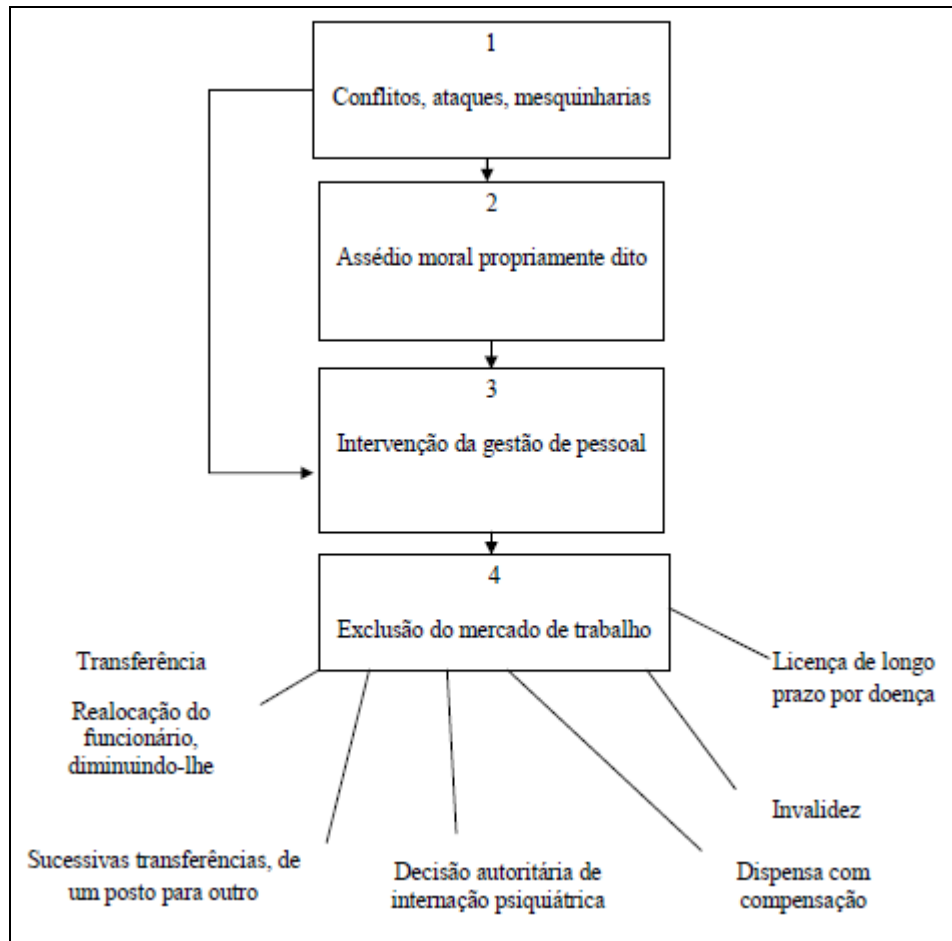 1
Conflitos, ataques, mesquinharias
2
Assédio moral propriamente dito
3
Intervenção da gestão de pessoal
4
Exclusão do mercado de trabalho
Transferência
Realocação do
funcionário,
diminuindo-lhe
Licença de longo
prazo por doença
Invalidez
Sucessivas transferências, de
um posto para outro
Decisão autoritária de
internação psiquiátrica
Dispensa com
compensação